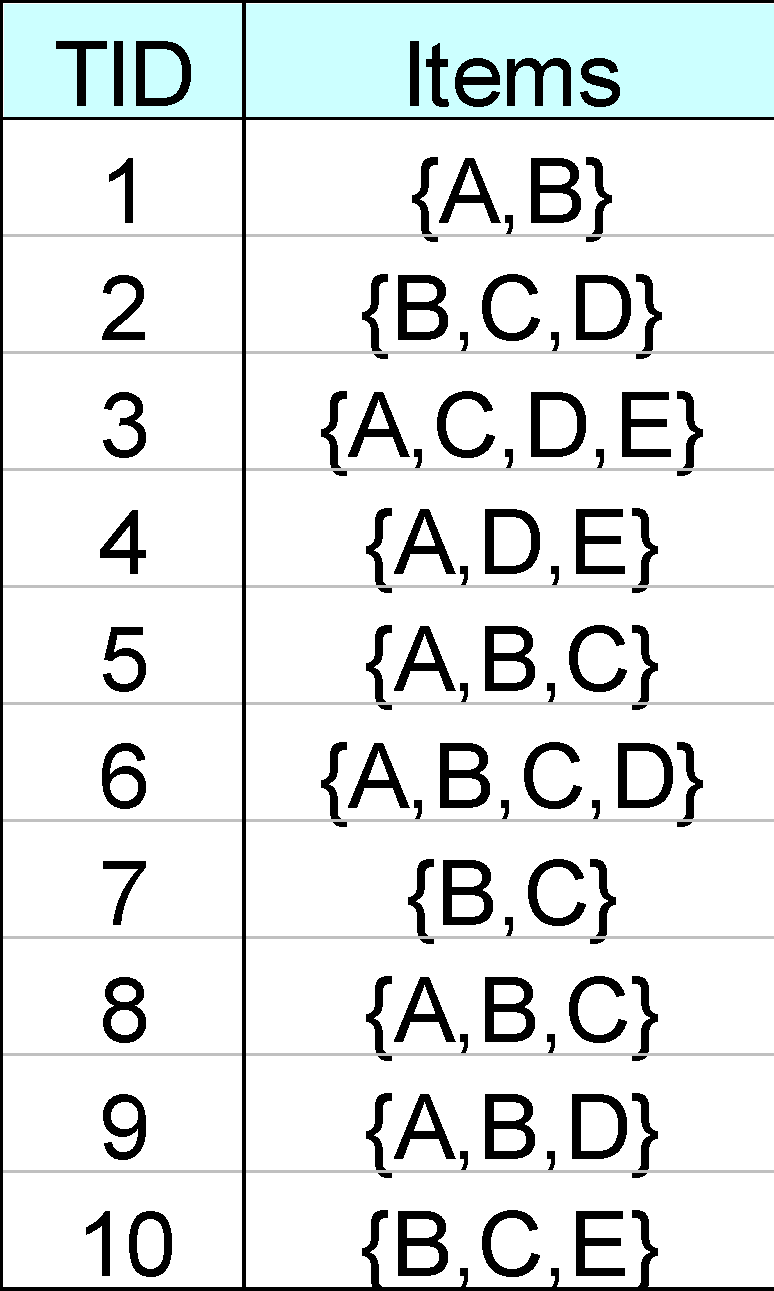 TID Items
1 {A,B}
2 {B,C,D}
3 {A,C,D,E}
4 {A,D,E}
5 {A,B,C}
6 {A,B,C,D}
7 {B,C}
8 {A,B,C}
9 {A,B,D}
10 {B,C,E}